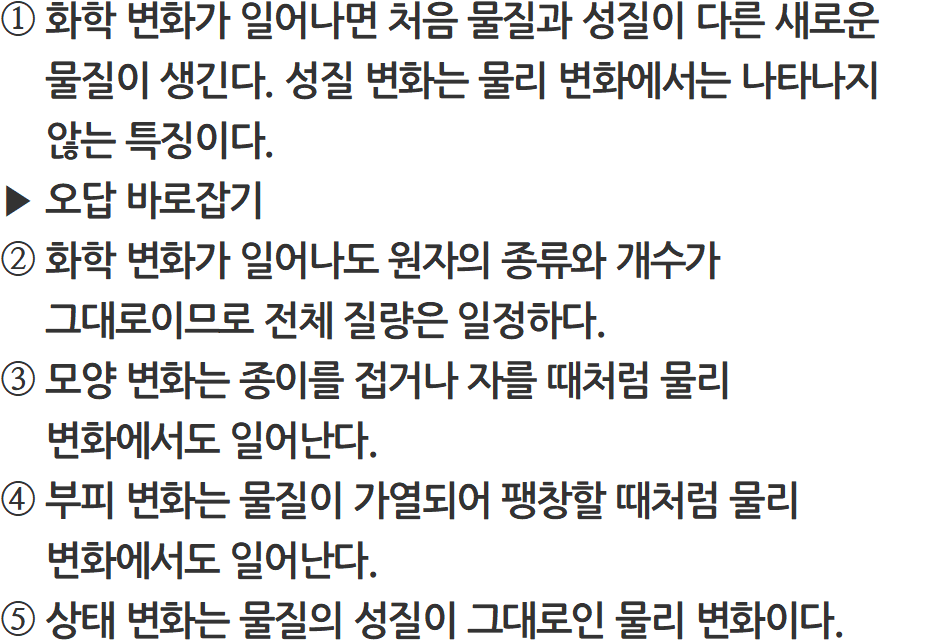 ① 화학 변화가 일어나면 처음 물질과 성질이 다른 새로운
물질이 생긴다. 성질 변화는 물리 변화에서는 나타나지
않는 특징이다.
▶ 오답 바로잡기
② 화학 변화가 일어나도 원자의 종류와 개수가
그대로이므로 전체 질량은 일정하다.
③ 모양 변화는 종이를 접거나 자를 때처럼 물리
변화에서도 일어난다.
④ 부피 변화는 물질이 가열되어 팽창할 때처럼 물리
변화에서도 일어난다.
⑤ 상태 변화는 물질의 성질이 그대로인 물리 변화이다.